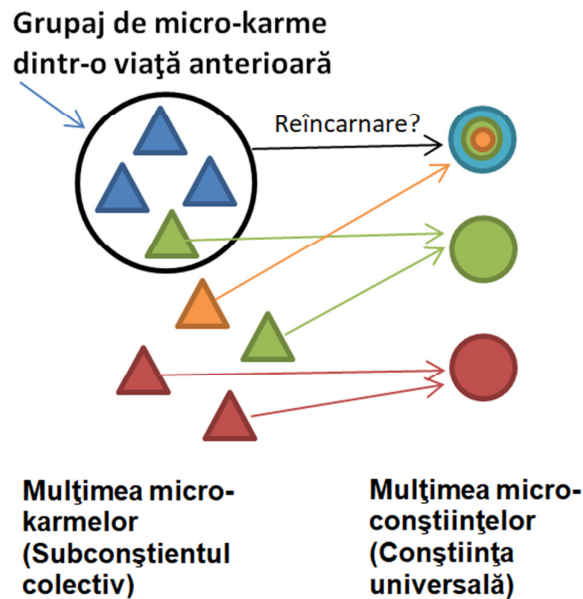 Grupaj de micro-karme
dintr-o viaţă anterioară
Reîncarnare?
Mulţimea micro-
karmelor
(Subconştientul
colectiv)
Mulţimea micro-
conştiinţelor
(Conştiinţa
universală)